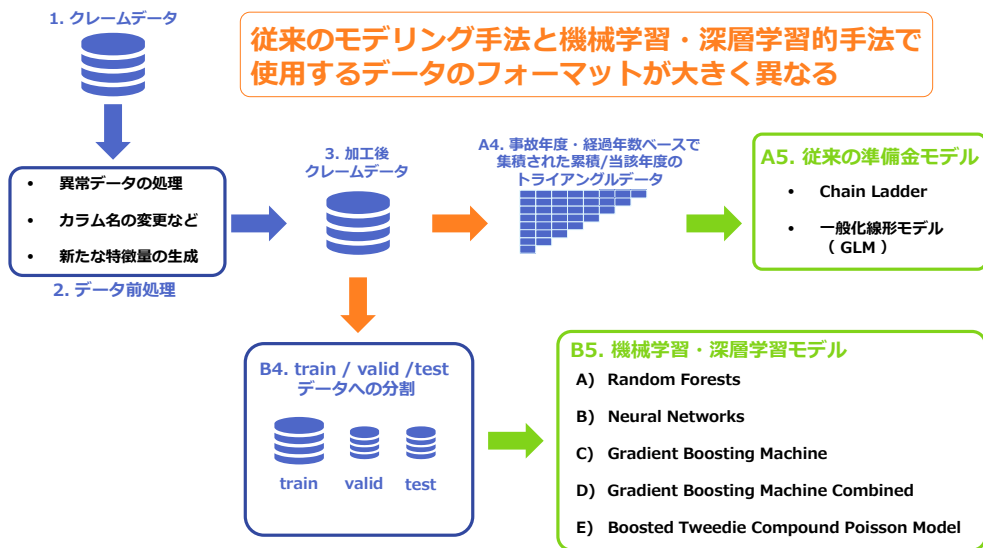 1. クレームデータ
従来のモデリング手法と機械学習・深層学習的手法で
使用するデータのフォーマットが大きく異なる
• 異常データの処理
• カラム名の変更など
• 新たな特徴量の生成
2. データ前処理
3. 加工後
クレームデータ
A4. 事故年度・経過年数ベースで
集積された累積/当該年度の
トライアングルデータ
A5. 従来の準備金モデル
• Chain Ladder
• 一般化線形モデル
（ GLM ）
B4. train / valid /test
データへの分割
train valid test
B5. 機械学習・深層学習モデル
A) Random Forests
B) Neural Networks
C) Gradient Boosting Machine
D) Gradient Boosting Machine Combined
E) Boosted Tweedie Compound Poisson Model